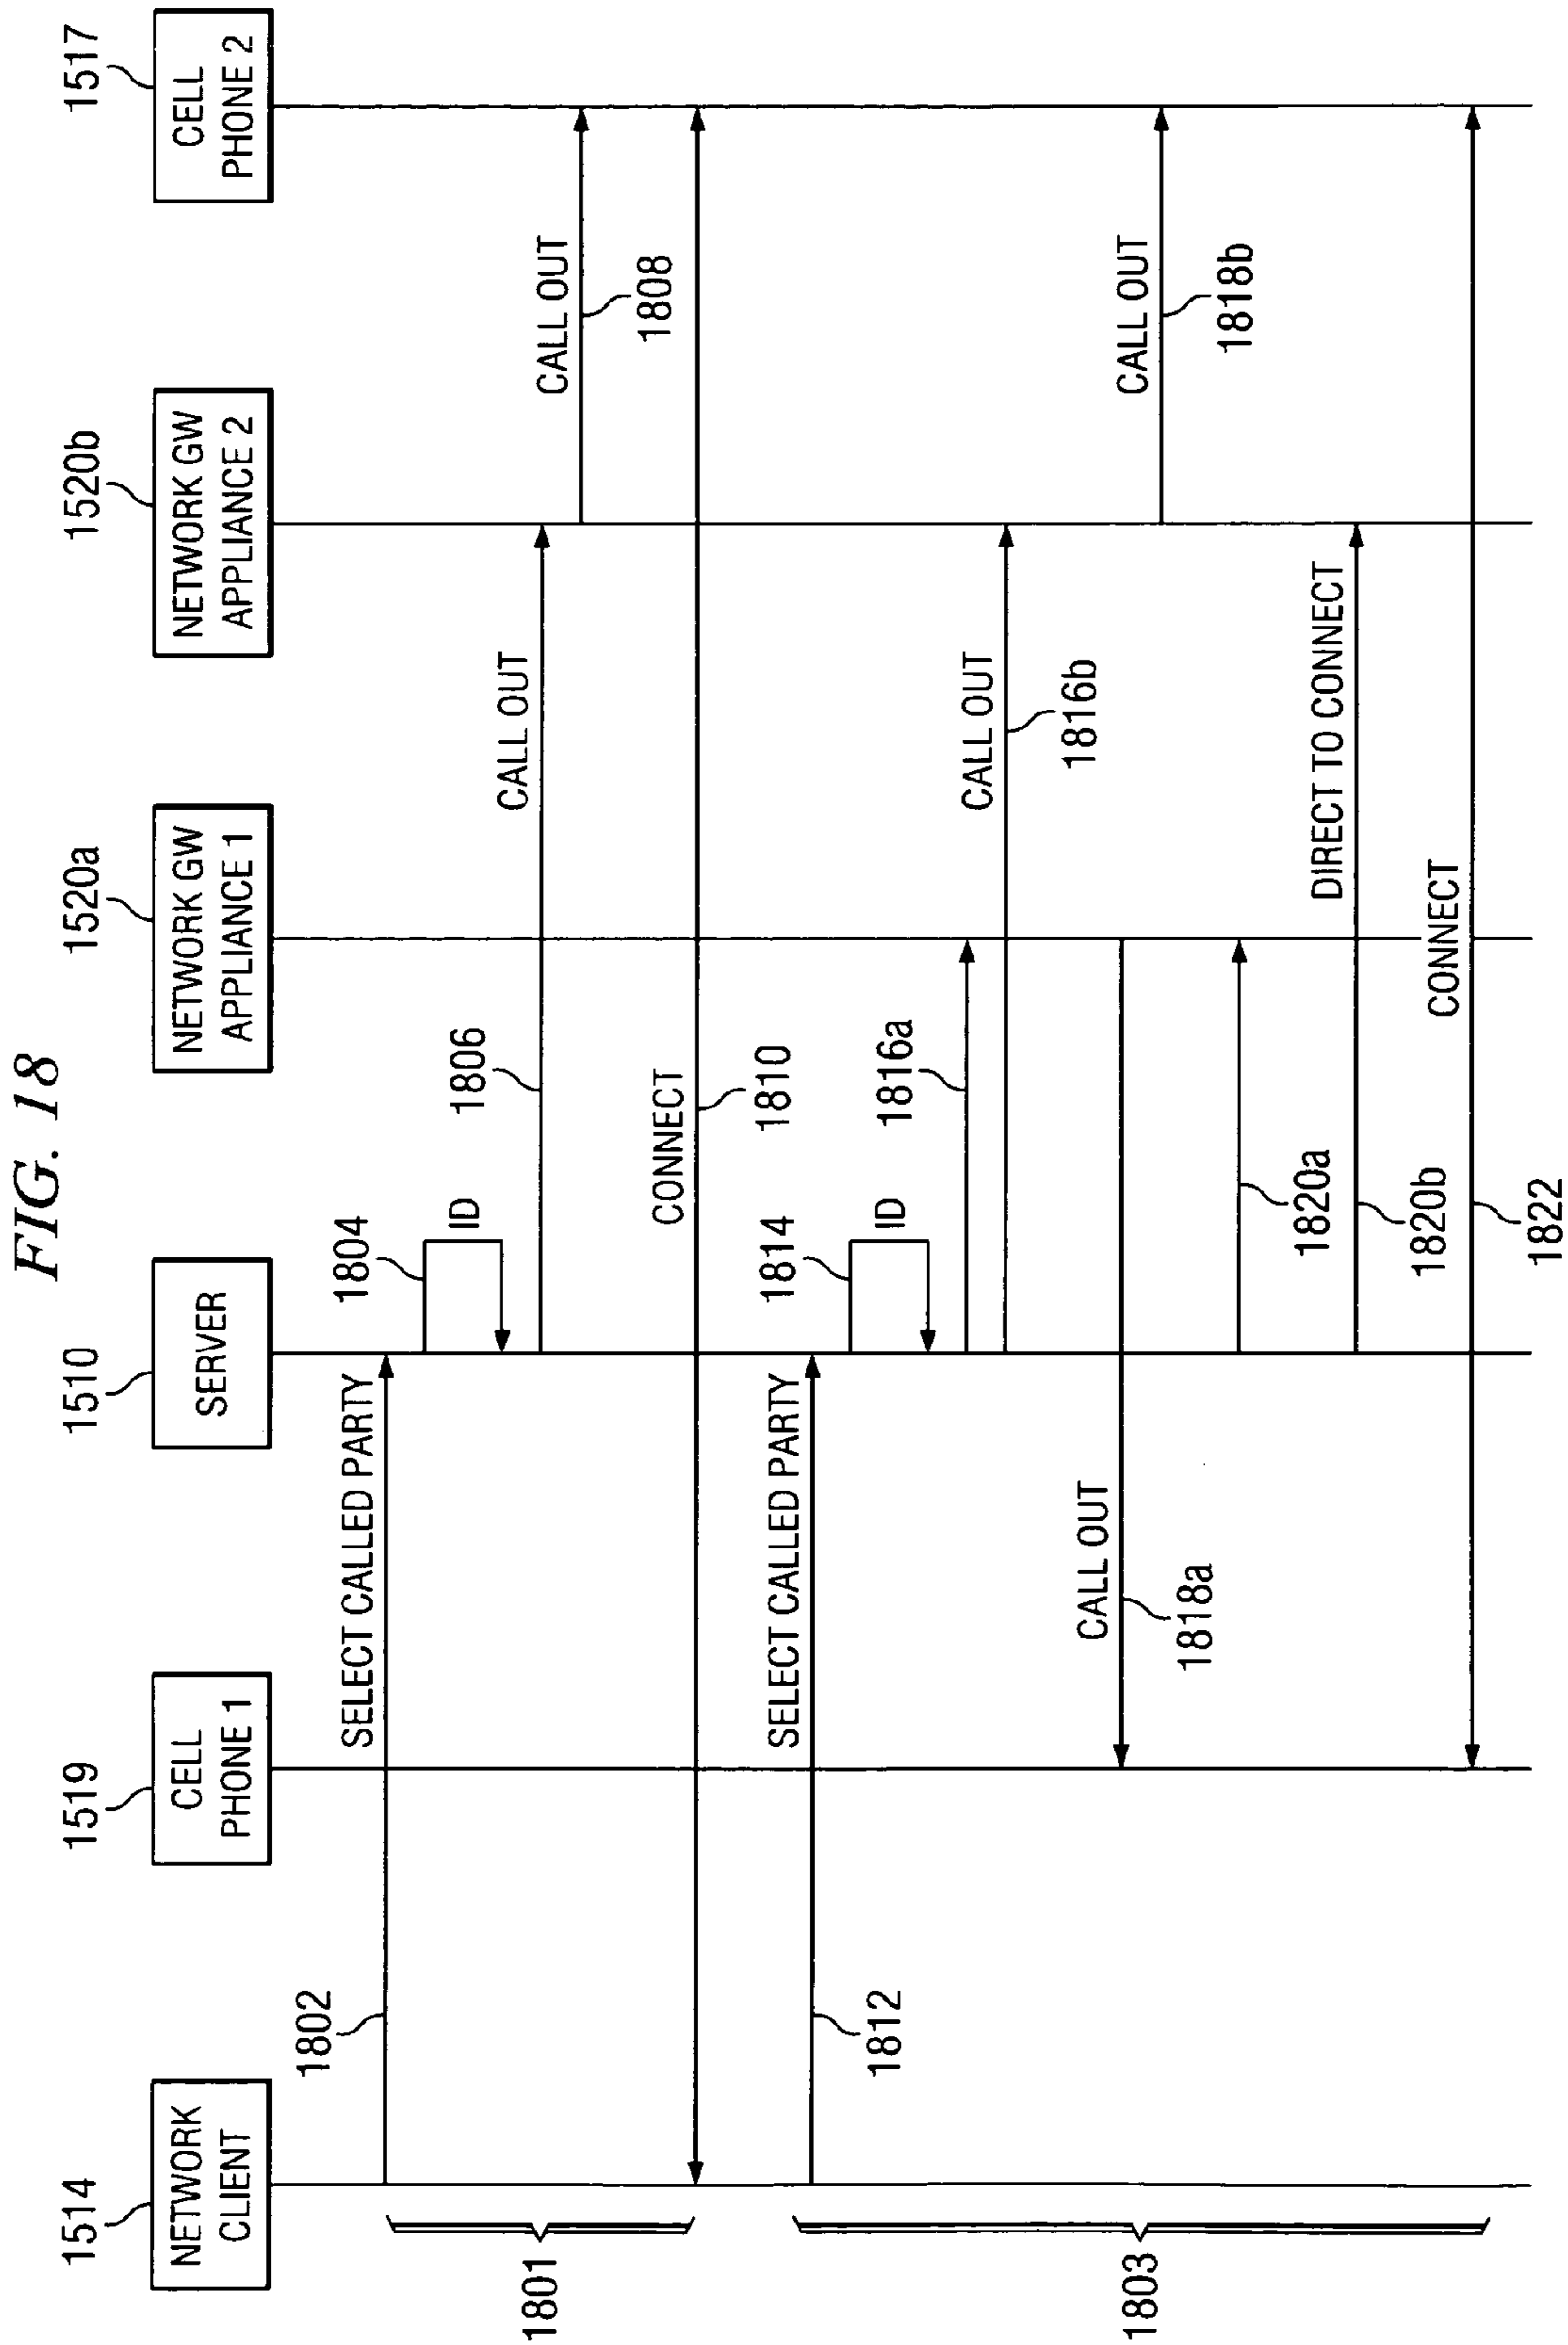 FIG. 18
1514
NETWORK
CLIENT
1519
CELL
PHONE 1
1510
SERVER
1520a
NETWORK GW
APPLIANCE 1
1520b
NETWORK GW
APPLIANCE 2
1517
CELL
PHONE 2
1801
1802
SELECT CALLED PARTY
1804
ID
1806
CALL OUT
CALL OUT
1808
CONNECT
1810
1803
SELECT CALLED PARTY
1812
1814
ID
1816a
CALL OUT
1816b
CALL OUT
1818a
CALL OUT
1818b
1820a
DIRECT TO CONNECT
1820b
CONNECT
1822